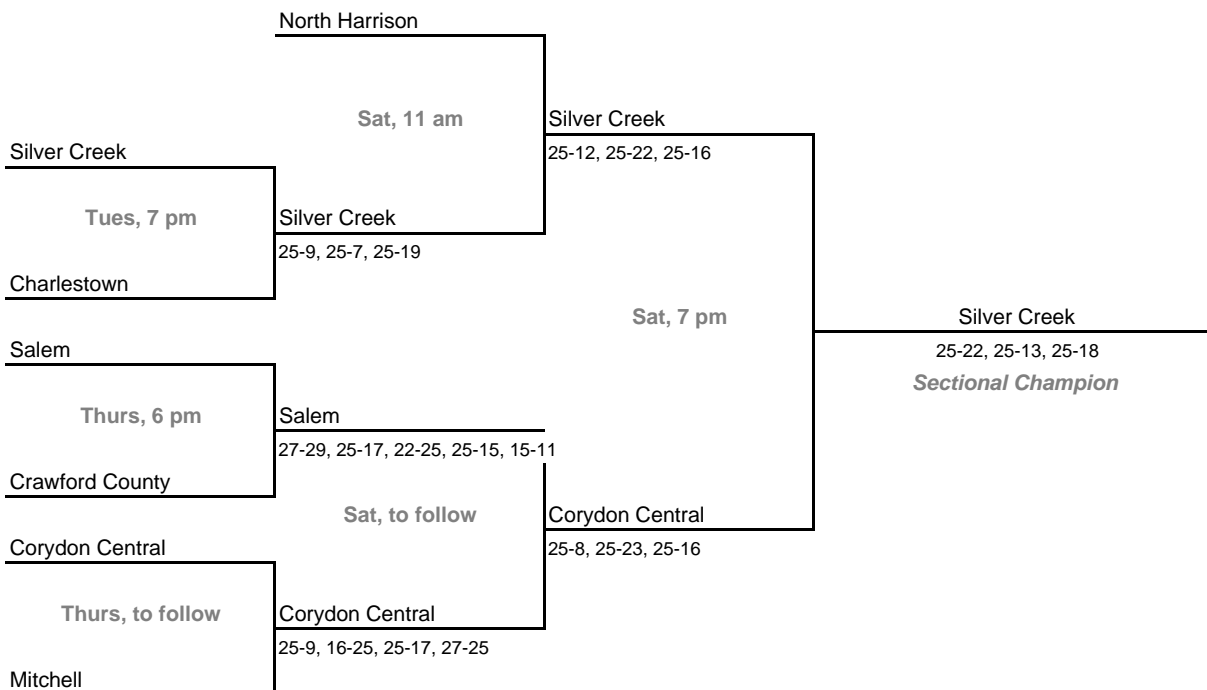 North Harrison
Sat, 11 am
Silver Creek
Silver Creek
25-12, 25-22, 25-16
Tues, 7 pm
Silver Creek
25-9, 25-7, 25-19
Charlestown
Sat, 7 pm
Silver Creek
Salem
25-22, 25-13, 25-18
Sectional Champion
Thurs, 6 pm
Salem
27-29, 25-17, 22-25, 25-15, 15-11
Crawford County
Sat, to follow
Corydon Central
Corydon Central
25-8, 25-23, 25-16
Thurs, to follow
Corydon Central
25-9, 16-25, 25-17, 27-25
Mitchell